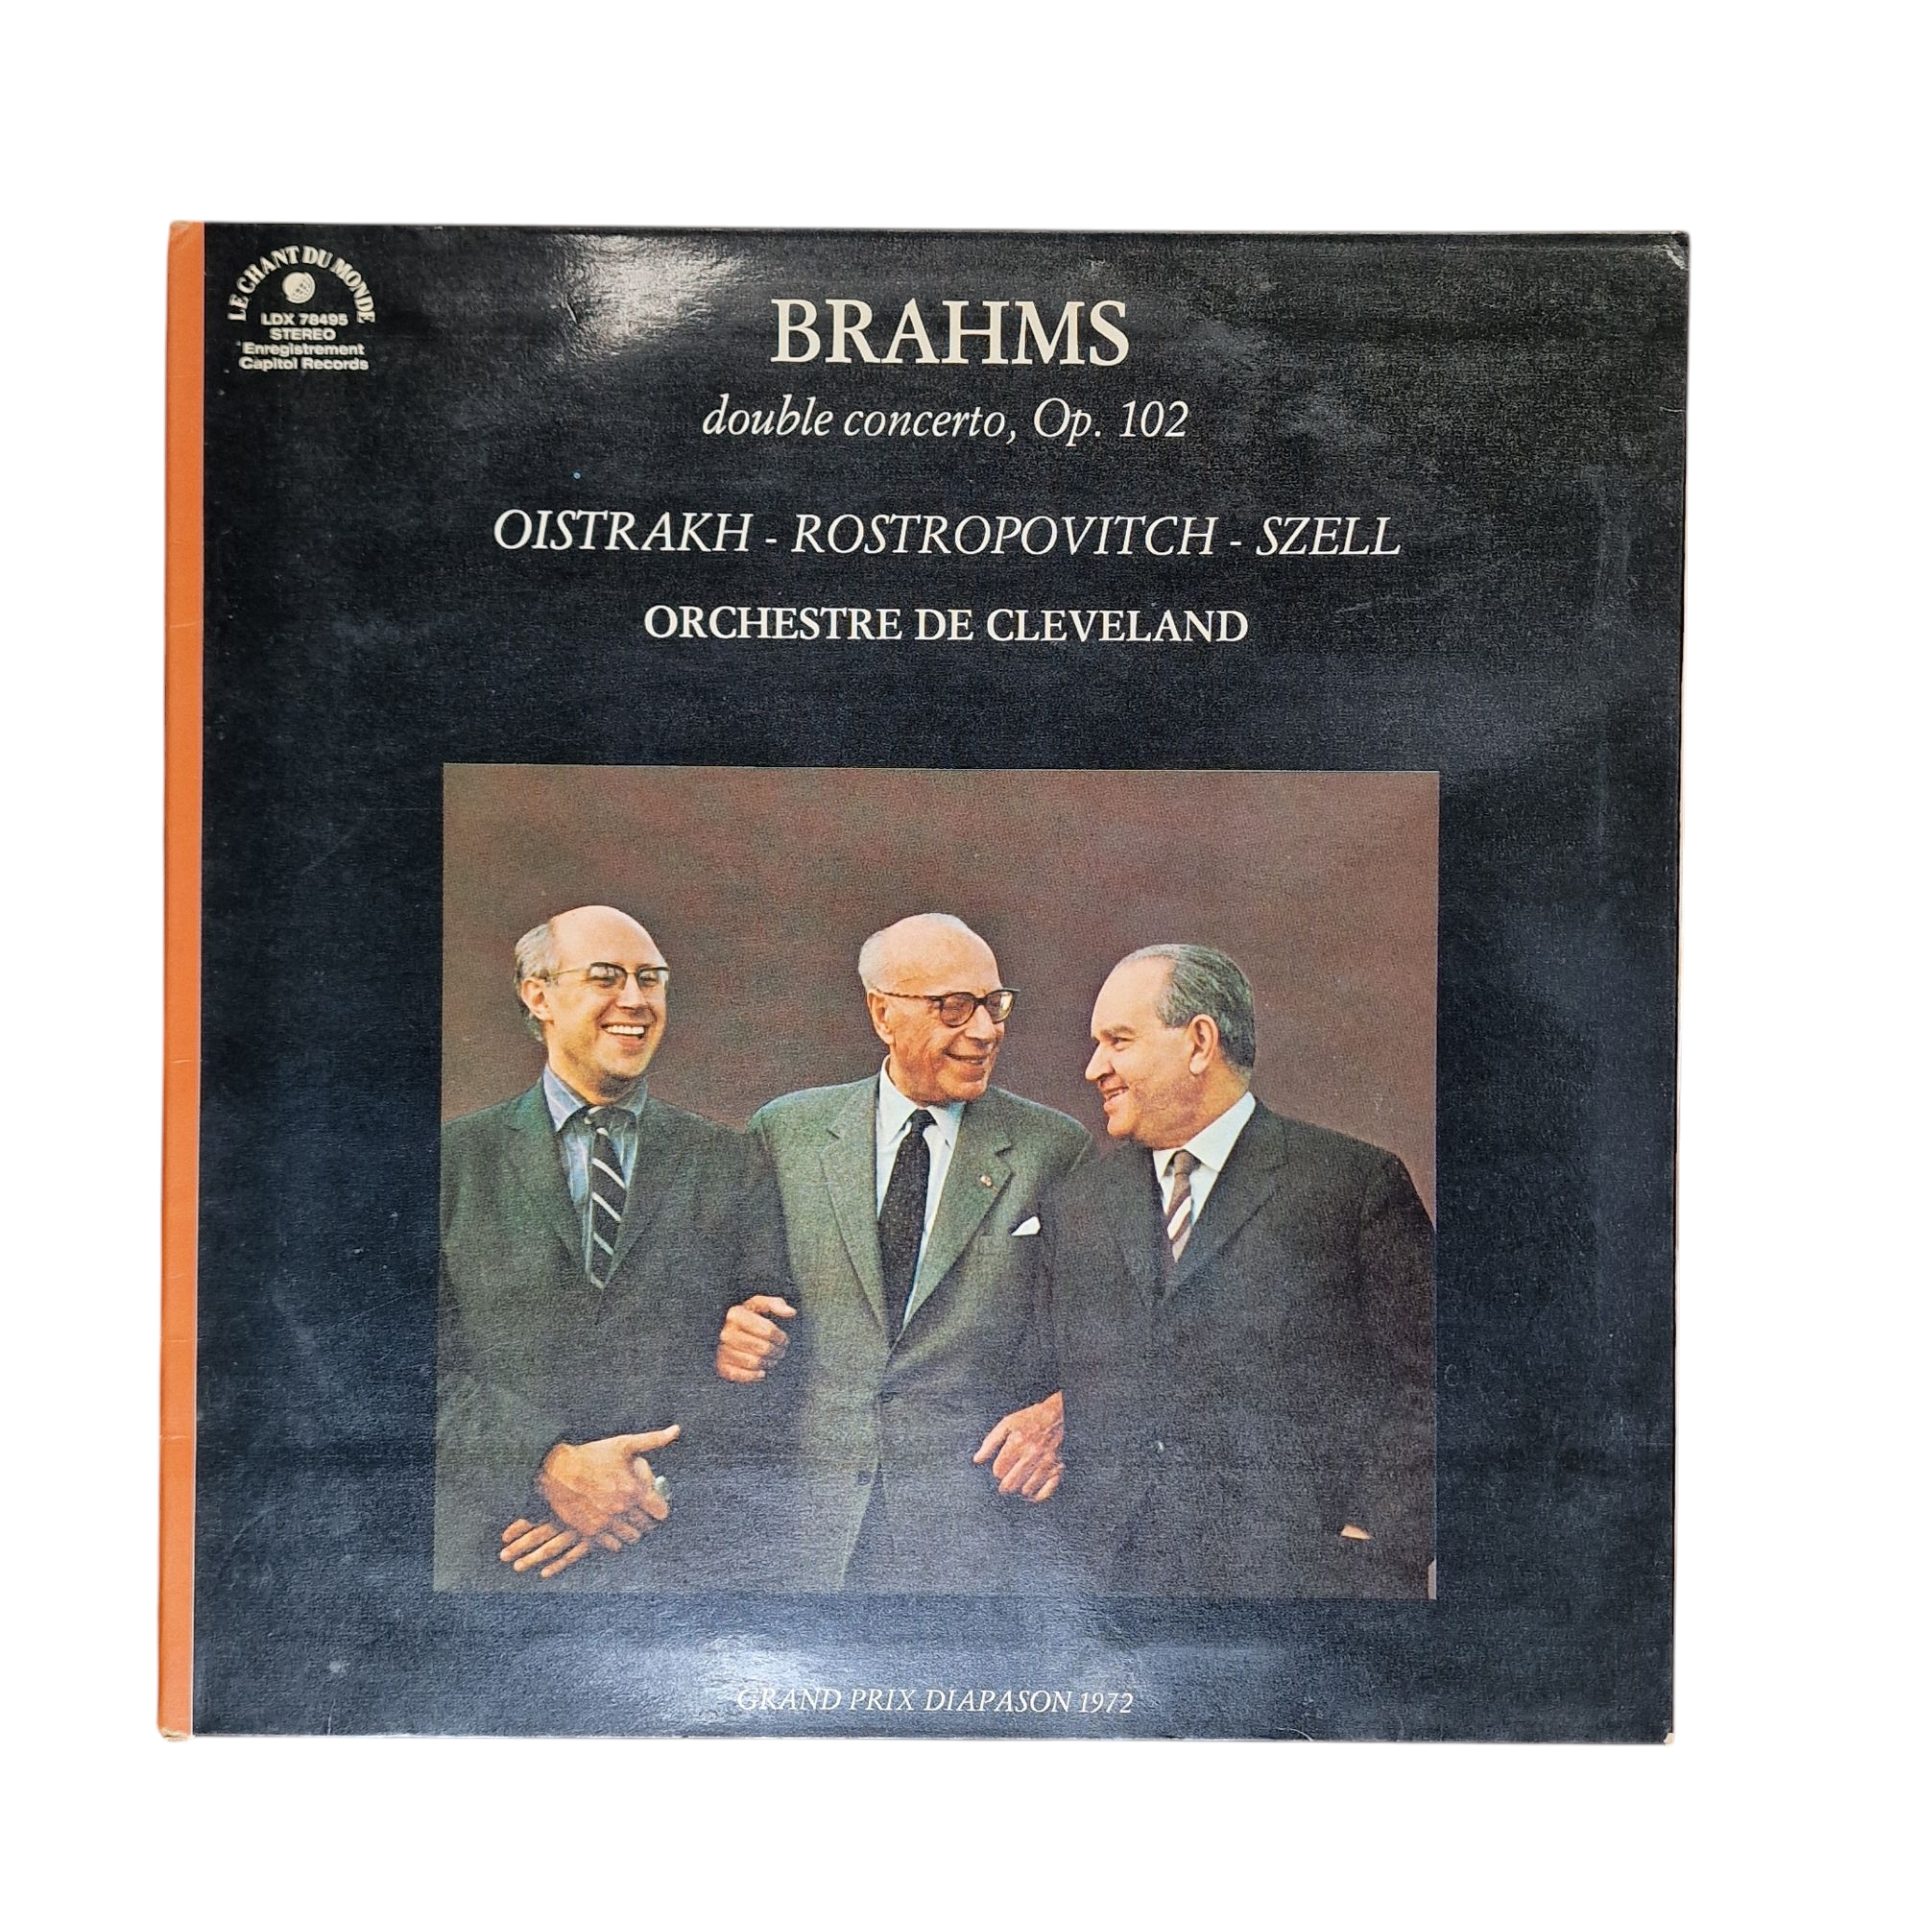 LE CHANT DU MONDE
LDX 78495
STEREO
Enregistrement
Capitol Records
BRAHMS
double concerto, Op. 102
OISTRAKH - ROSTROPOVITCH - SZELL
ORCHESTRE DE CLEVELAND
GRAND PRIX DIAPASON 1972